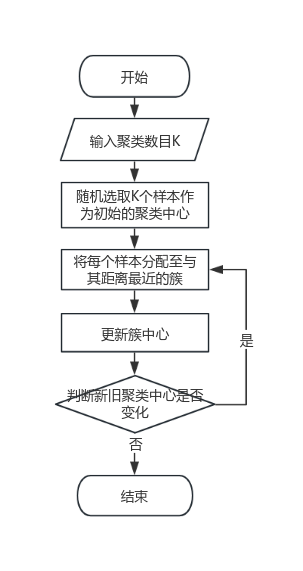 开始
输入聚类数目K
随机选取K个样本作
为初始的聚类中心
将每个样本分配至与
其距离最近的簇
更新簇中心
是
判断新旧聚类中心是否
变化
否
结束